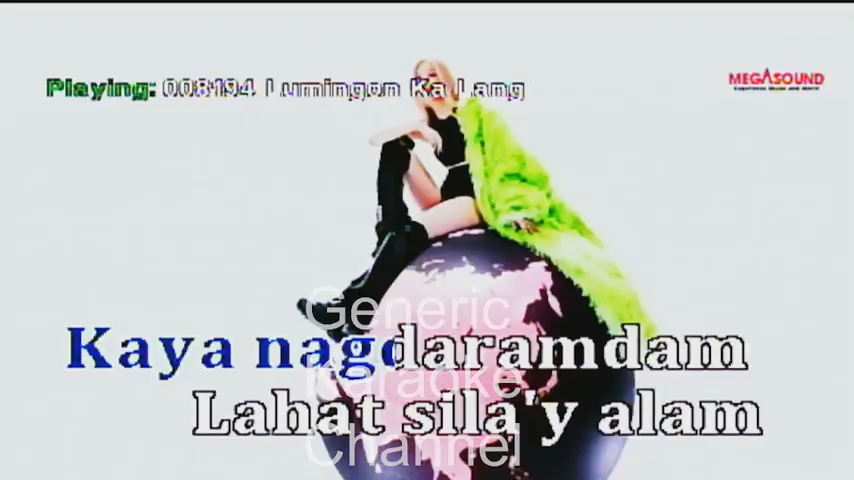 Playing: 008194 Lumingon Ka Lang
MEGASOUND
Kaya nagdaramdam
Lahat sila'y alam
Generic
Karaoke
Channel